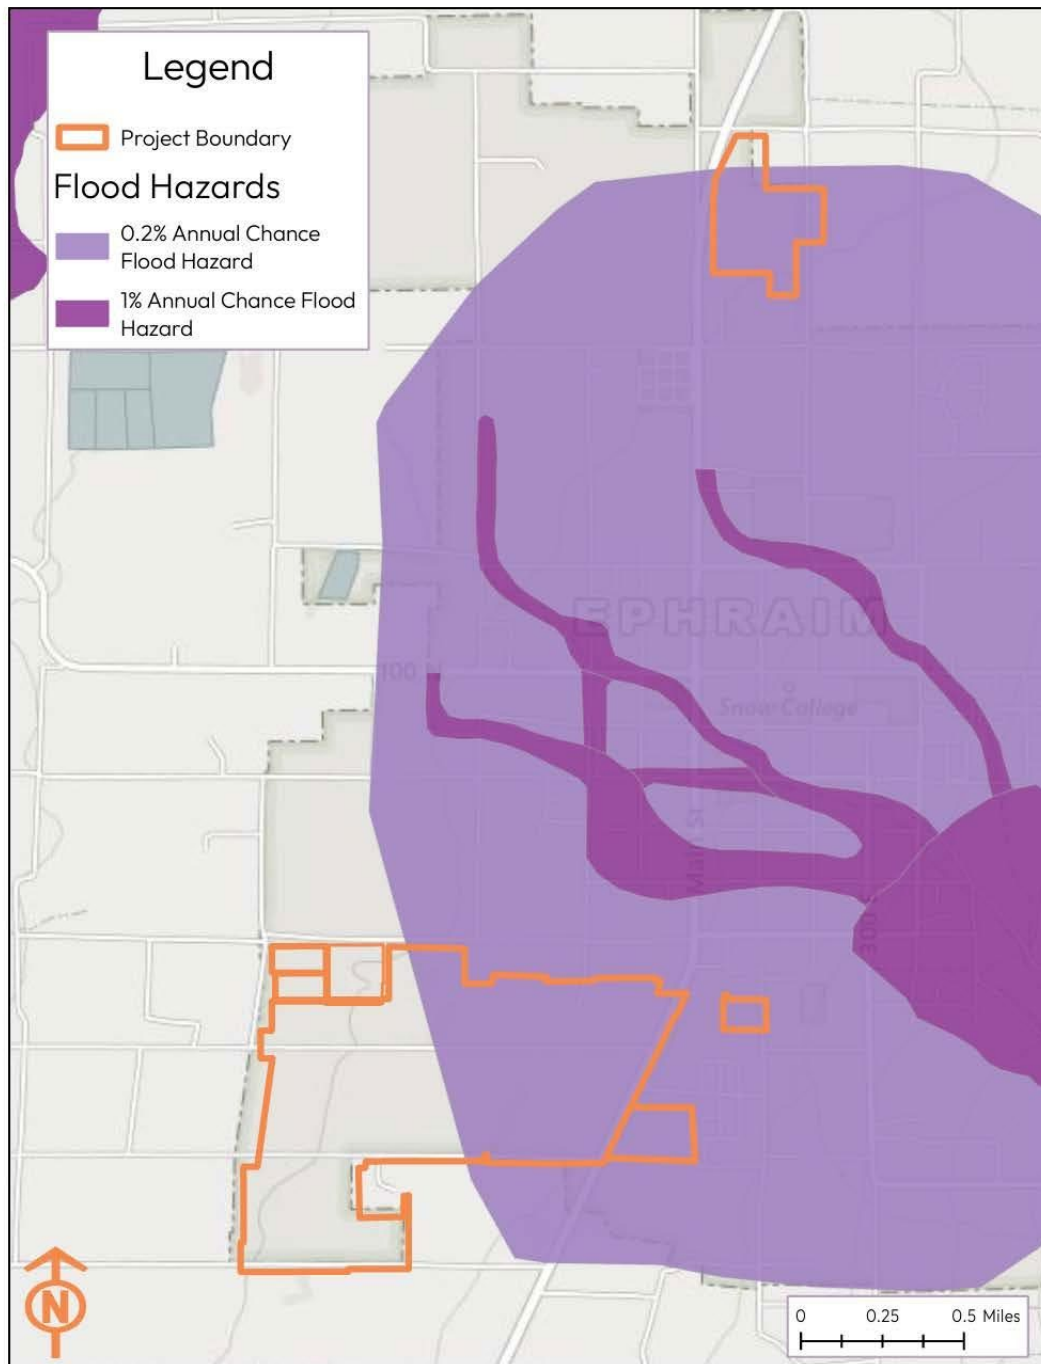 Legend
Project Boundary
Flood Hazards
0.2% Annual Chance
Flood Hazard
1% Annual Chance Flood
Hazard
EPHRAIM
100 N
Snow College
Main St
300 E
N
0 0.25 0.5 Miles